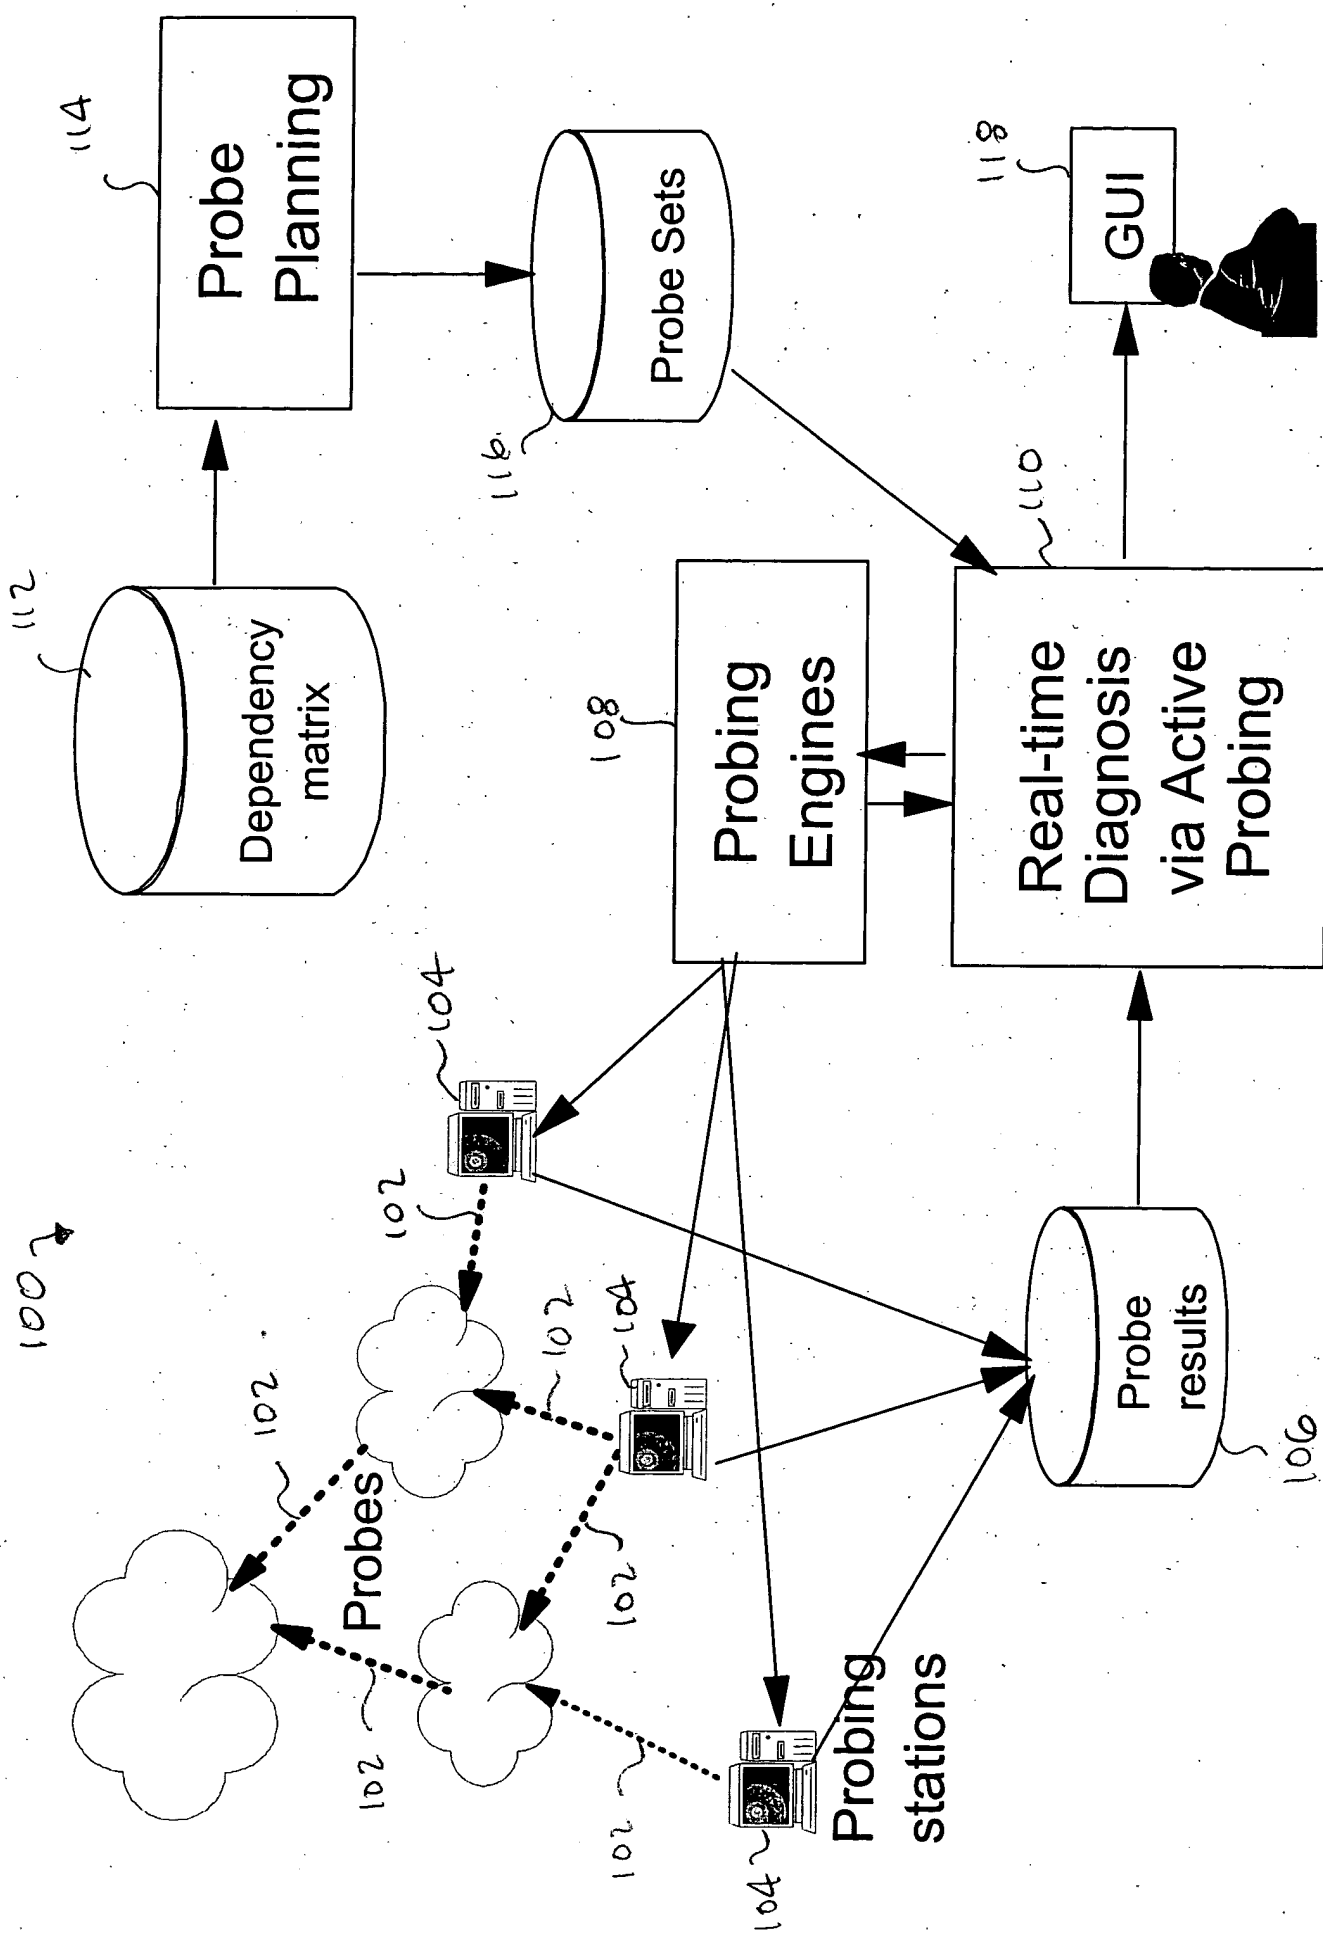 100
112
114
Probe
Planning
102
Dependency
matrix
Probes
102
102
104
116
102
104
102
102
108
Probe Sets
Probing
Engines
104
Probing
stations
118
110
GUI
Real-time
Diagnosis
via Active
Probing
Probe
results
106